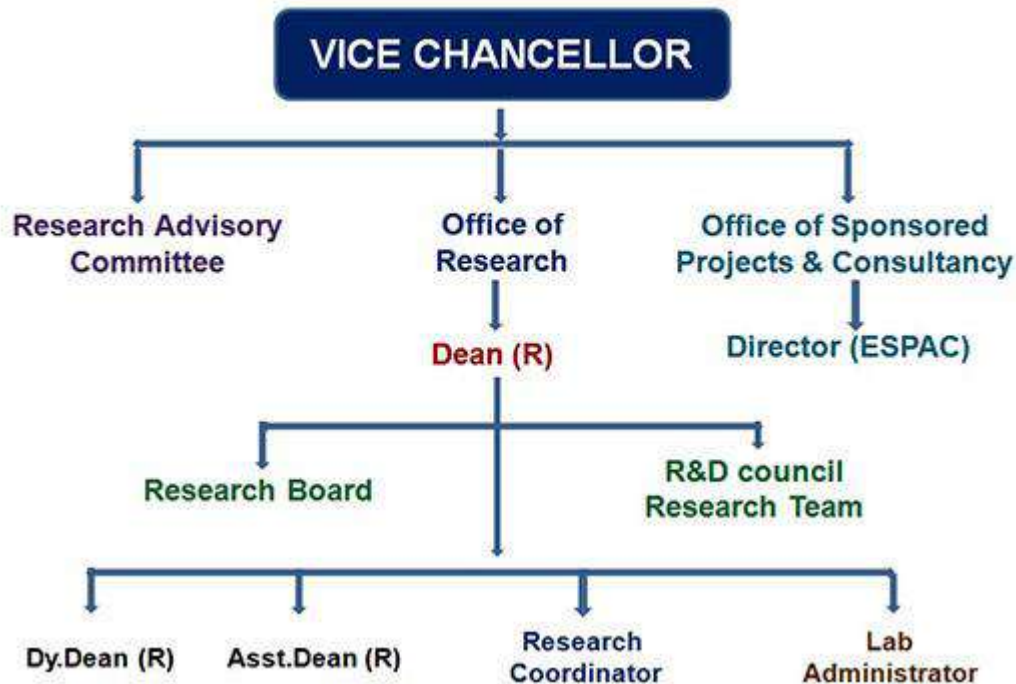 VICE CHANCELLOR
Research Advisory
Committee
Office of
Research
Office of Sponsored
Projects & Consultancy
Dean (R)
Director (ESPAC)
Research Board
R&D council
Research Team
Dy.Dean (R)
Asst.Dean (R)
Research
Coordinator
Lab
Administrator